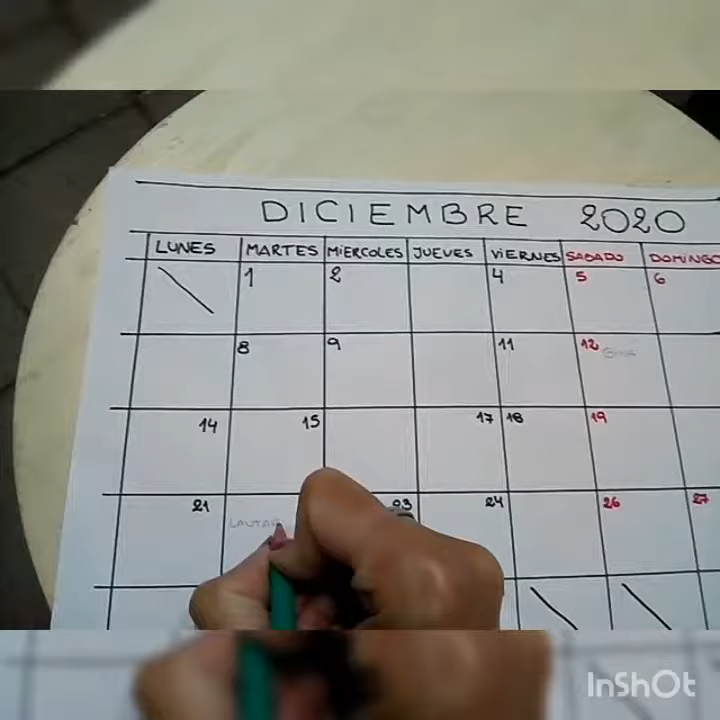 DICIEMBRE 2020
LUNES MARTES MiERCOLES JUEVES ViERNES SABADO DOMiNGO
1 2 4 5 6
8 9 11 12
14 15 17 18 19
21 23 24 26 27
InShOt